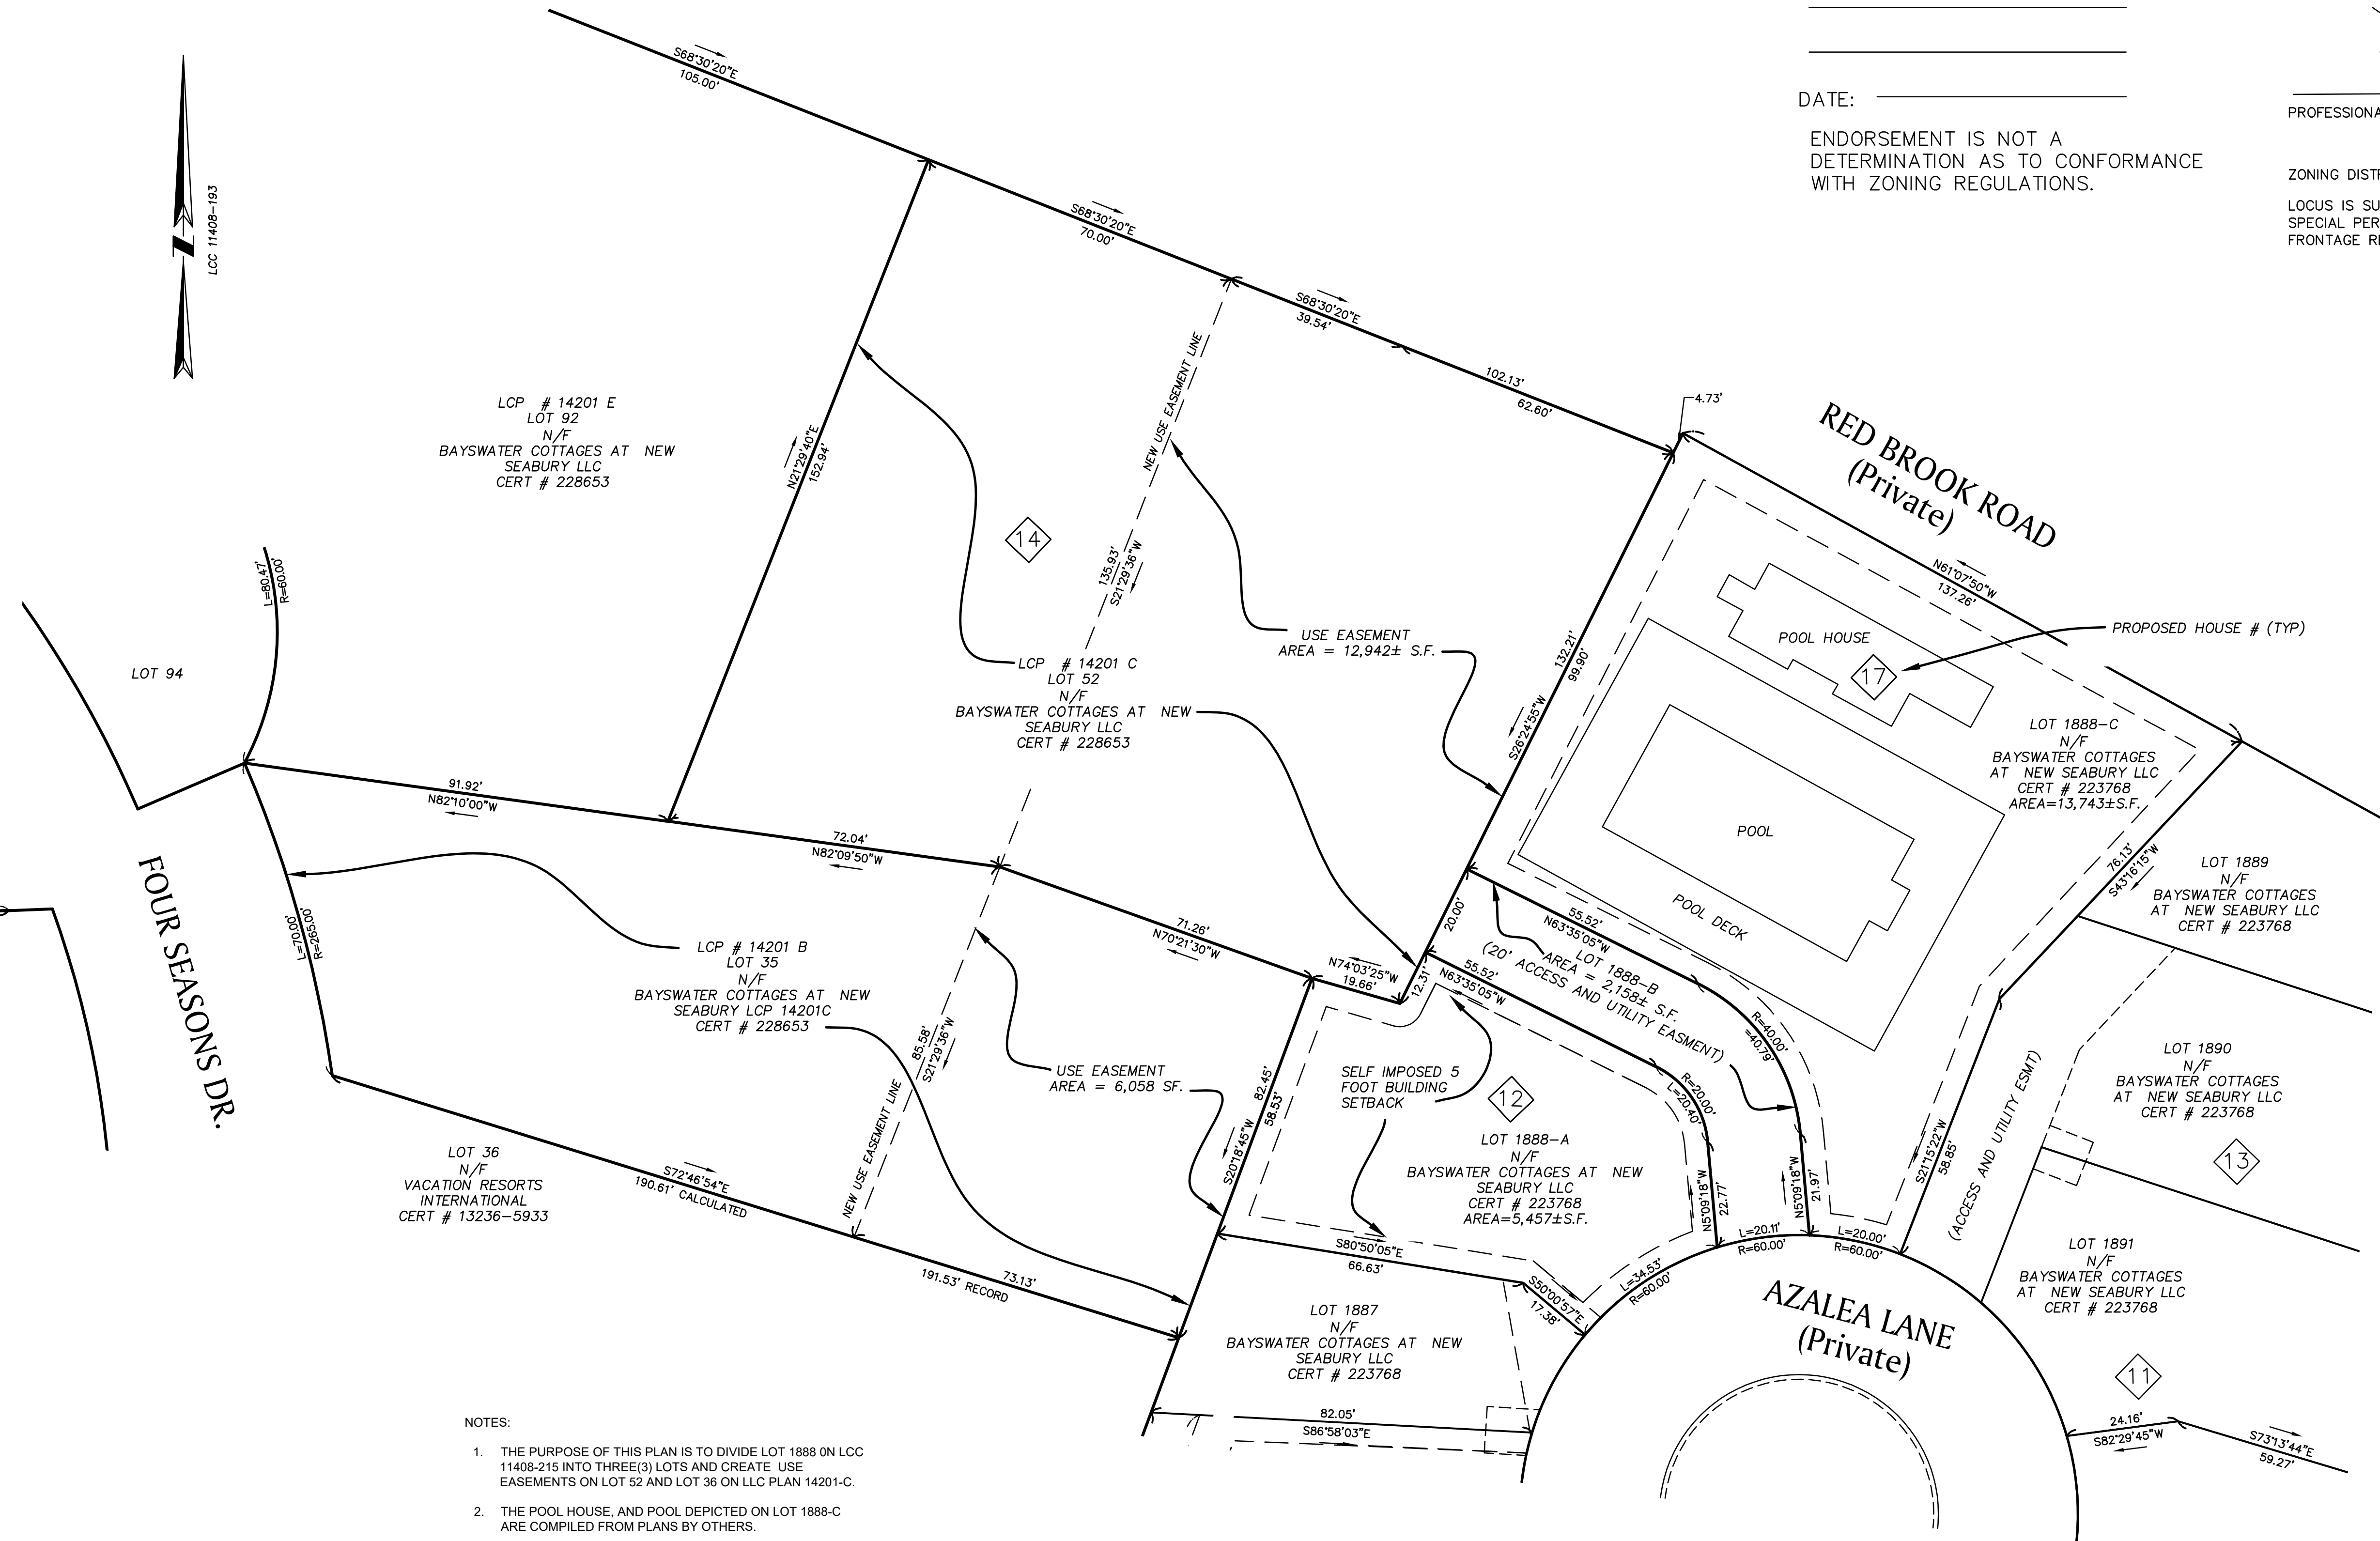 S68°30'20"E
105.00'
DATE:
ENDORSEMENT IS NOT A
DETERMINATION AS TO CONFORMANCE
WITH ZONING REGULATIONS.
PROFESSIONA
ZONING DIST
LOCUS IS SU
SPECIAL PER
FRONTAGE R
LCC 11408-193
N
S68°30'20"E
70.00'
S68°30'20"E
39.54'
102.13'
62.60'
4.73'
RED BROOK ROAD
(Private)
N61°07'50"W
137.26'
LCP # 14201 E
LOT 92
N/F
BAYSWATER COTTAGES AT NEW
SEABURY LLC
CERT # 228653
N21°29'40"E
152.94'
NEW USE EASEMENT LINE
135.93'
S21°29'36"W
14
L=80.47'
R=60.00'
LOT 94
USE EASEMENT
AREA = 12,942± S.F.
132.21'
99.90'
S26°24'55"W
POOL HOUSE
17
PROPOSED HOUSE # (TYP)
LCP # 14201 C
LOT 52
N/F
BAYSWATER COTTAGES AT NEW
SEABURY LLC
CERT # 228653
LOT 1888-C
N/F
BAYSWATER COTTAGES
AT NEW SEABURY LLC
CERT # 223768
AREA=13,743±S.F.
POOL
POOL DECK
76.13'
S43°16'15"W
LOT 1889
N/F
BAYSWATER COTTAGES
AT NEW SEABURY LLC
CERT # 223768
91.92'
N82°10'00"W
72.04'
N82°09'50"W
71.26'
N70°21'30"W
N74°03'25"W
19.66'
12.31'
20.00'
55.52'
N63°35'05"W
LOT 1888-B
AREA = 2,158± S.F.
(20' ACCESS AND UTILITY EASMENT)
55.52'
N63°35'05"W
R=40.00'
=40.79'
FOUR SEASONS DR.
L=70.00'
R=265.00'
LCP # 14201 B
LOT 35
N/F
BAYSWATER COTTAGES AT NEW
SEABURY LCP 14201C
CERT # 228653
85.58'
S21°29'36"W
NEW USE EASEMENT LINE
USE EASEMENT
AREA = 6,058 SF.
82.45'
58.53'
S20°18'45"W
SELF IMPOSED 5
FOOT BUILDING
SETBACK
12
R=20.00'
L=20.40'
LOT 1888-A
N/F
BAYSWATER COTTAGES AT NEW
SEABURY LLC
CERT # 223768
AREA=5,457±S.F.
N5°09'18"W
22.77'
N5°09'18"W
21.97'
S21°15'22"W
58.85'
(ACCESS AND UTILITY ESMT)
LOT 1890
N/F
BAYSWATER COTTAGES
AT NEW SEABURY LLC
CERT # 223768
13
LOT 36
N/F
VACATION RESORTS
INTERNATIONAL
CERT # 13236-5933
S72°46'54"E
190.61' CALCULATED
191.53' RECORD
73.13'
S80°50'05"E
66.63'
S50°00'57"E
17.38'
L=34.53'
R=60.00'
L=20.11'
R=60.00'
L=20.00'
R=60.00'
AZALEA LANE
(Private)
LOT 1891
N/F
BAYSWATER COTTAGES
AT NEW SEABURY LLC
CERT # 223768
11
LOT 1887
N/F
BAYSWATER COTTAGES AT NEW
SEABURY LLC
CERT # 223768
82.05'
S86°58'03"E
24.16'
S82°29'45"W
S73°13'44"E
59.27'
NOTES:
1. THE PURPOSE OF THIS PLAN IS TO DIVIDE LOT 1888 0N LCC
11408-215 INTO THREE(3) LOTS AND CREATE USE
EASEMENTS ON LOT 52 AND LOT 36 ON LLC PLAN 14201-C.
2. THE POOL HOUSE, AND POOL DEPICTED ON LOT 1888-C
ARE COMPILED FROM PLANS BY OTHERS.